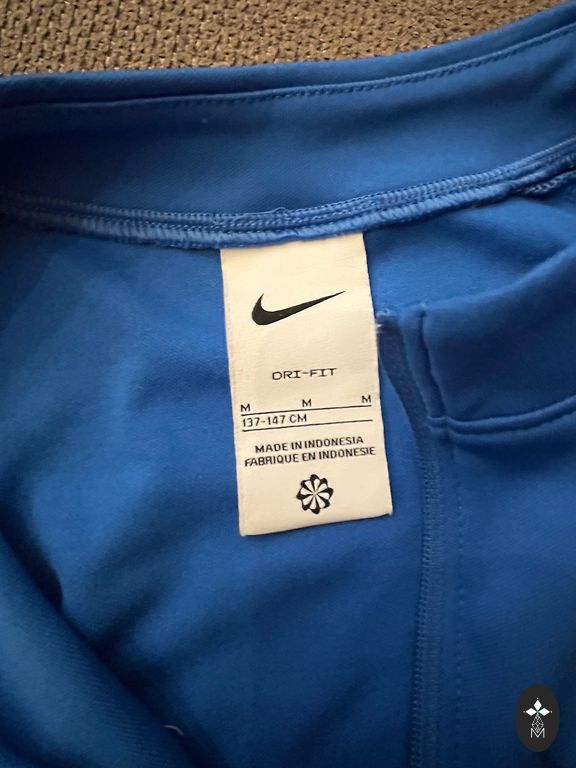 DRI-FIT
M M M
137-147 CM
MADE IN INDONESIA
FABRIQUE EN INDONESIE
M